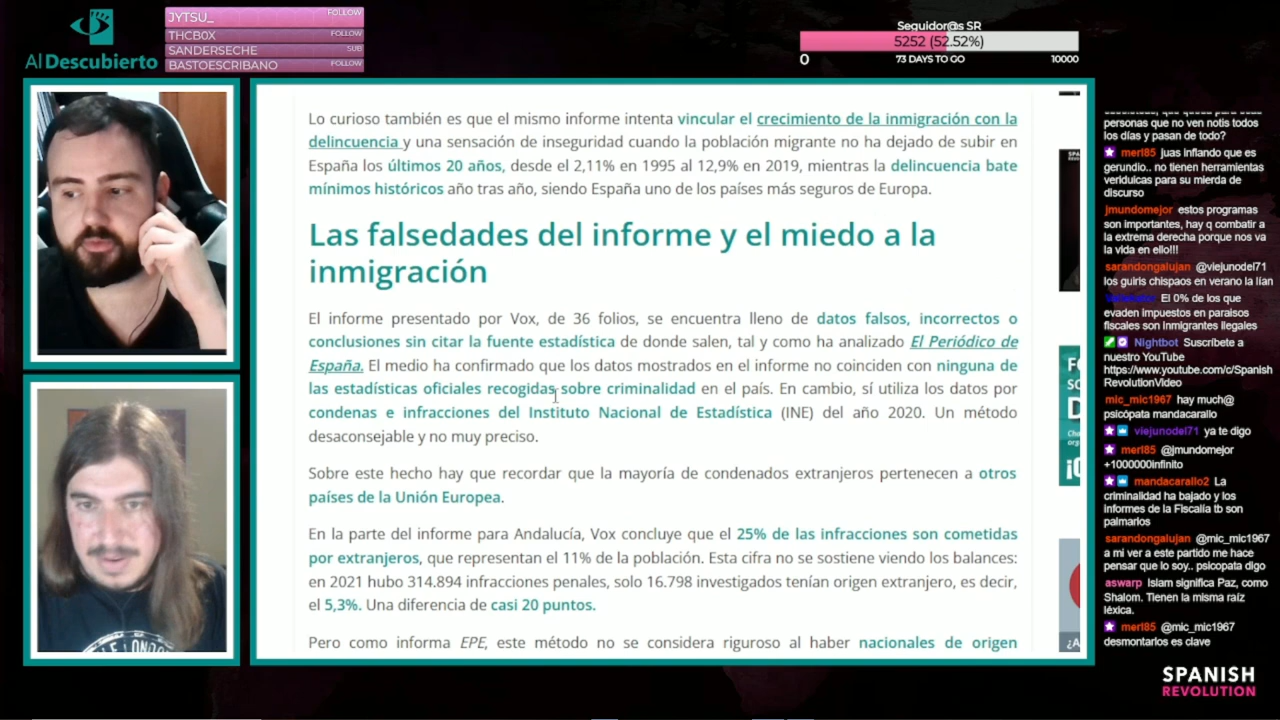 Al Descubierto
JYTSU_ FOLLOW
THCB0X FOLLOW
SANDERSECHE SUB
BASTOESCRIBANO FOLLOW
Seguidor@s SR
5252 (52.52%)
0 73 DAYS TO GO 10000
Lo curioso también es que el mismo informe intenta vincular el crecimiento de la inmigración con la
delincuencia y una sensación de inseguridad cuando la población migrante no ha dejado de subir en
España los últimos 20 años, desde el 2,11% en 1995 al 12,9% en 2019, mientras la delincuencia bate
mínimos históricos año tras año, siendo España uno de los países más seguros de Europa.
Las falsedades del informe y el miedo a la
inmigración
El informe presentado por Vox, de 36 folios, se encuentra lleno de datos falsos, incorrectos o
conclusiones sin citar la fuente estadística de donde salen, tal y como ha analizado El Periódico de
España. El medio ha confirmado que los datos mostrados en el informe no coinciden con ninguna de
las estadísticas oficiales recogidas sobre criminalidad en el país. En cambio, sí utiliza los datos por
condenas e infracciones del Instituto Nacional de Estadística (INE) del año 2020. Un método
desaconsejable y no muy preciso.
Sobre este hecho hay que recordar que la mayoría de condenados extranjeros pertenecen a otros
países de la Unión Europea.
En la parte del informe para Andalucía, Vox concluye que el 25% de las infracciones son cometidas
por extranjeros, que representan el 11% de la población. Esta cifra no se sostiene viendo los balances:
en 2021 hubo 314.894 infracciones penales, solo 16.798 investigados tenían origen extranjero, es decir,
el 5,3%. Una diferencia de casi 20 puntos.
Pero como informa EPE, este método no se considera riguroso al haber nacionales de origen
personas que no ven notis todos
los días y pasan de todo?
merl85 juas inflando que es
gerundio.. no tienen herramientas
veriduicas para su mierda de
discurso
jmundomejor estos programas
son importantes, hay q combatir a
la extrema derecha porque nos va
la vida en ello!!!
sarandongalujan @viejunodel71
los guiris chispaos en verano la lían
El 0% de los que
evaden impuestos en paraisos
fiscales son inmigrantes ilegales
Nightbot Suscríbete a
nuestro YouTube
https://www.youtube.com/c/Spanish
RevolutionVideo
mic_mic1967 hay much@
psicópata mandacarallo
viejunodel71 ya te digo
merl85 @jmundomejor
+1000000infinito
mandacarallo2 La
criminalidad ha bajado y los
informes de la Fiscalía tb son
palmarios
sarandongalujan @mic_mic1967
a mi ver a este partido me hace
pensar que lo soy.. psicopata digo
aswarp Islam significa Paz, como
Shalom. Tienen la misma raíz
léxica.
merl85 @mic_mic1967
desmontarlos es clave
SPANISH
REVOLUTION